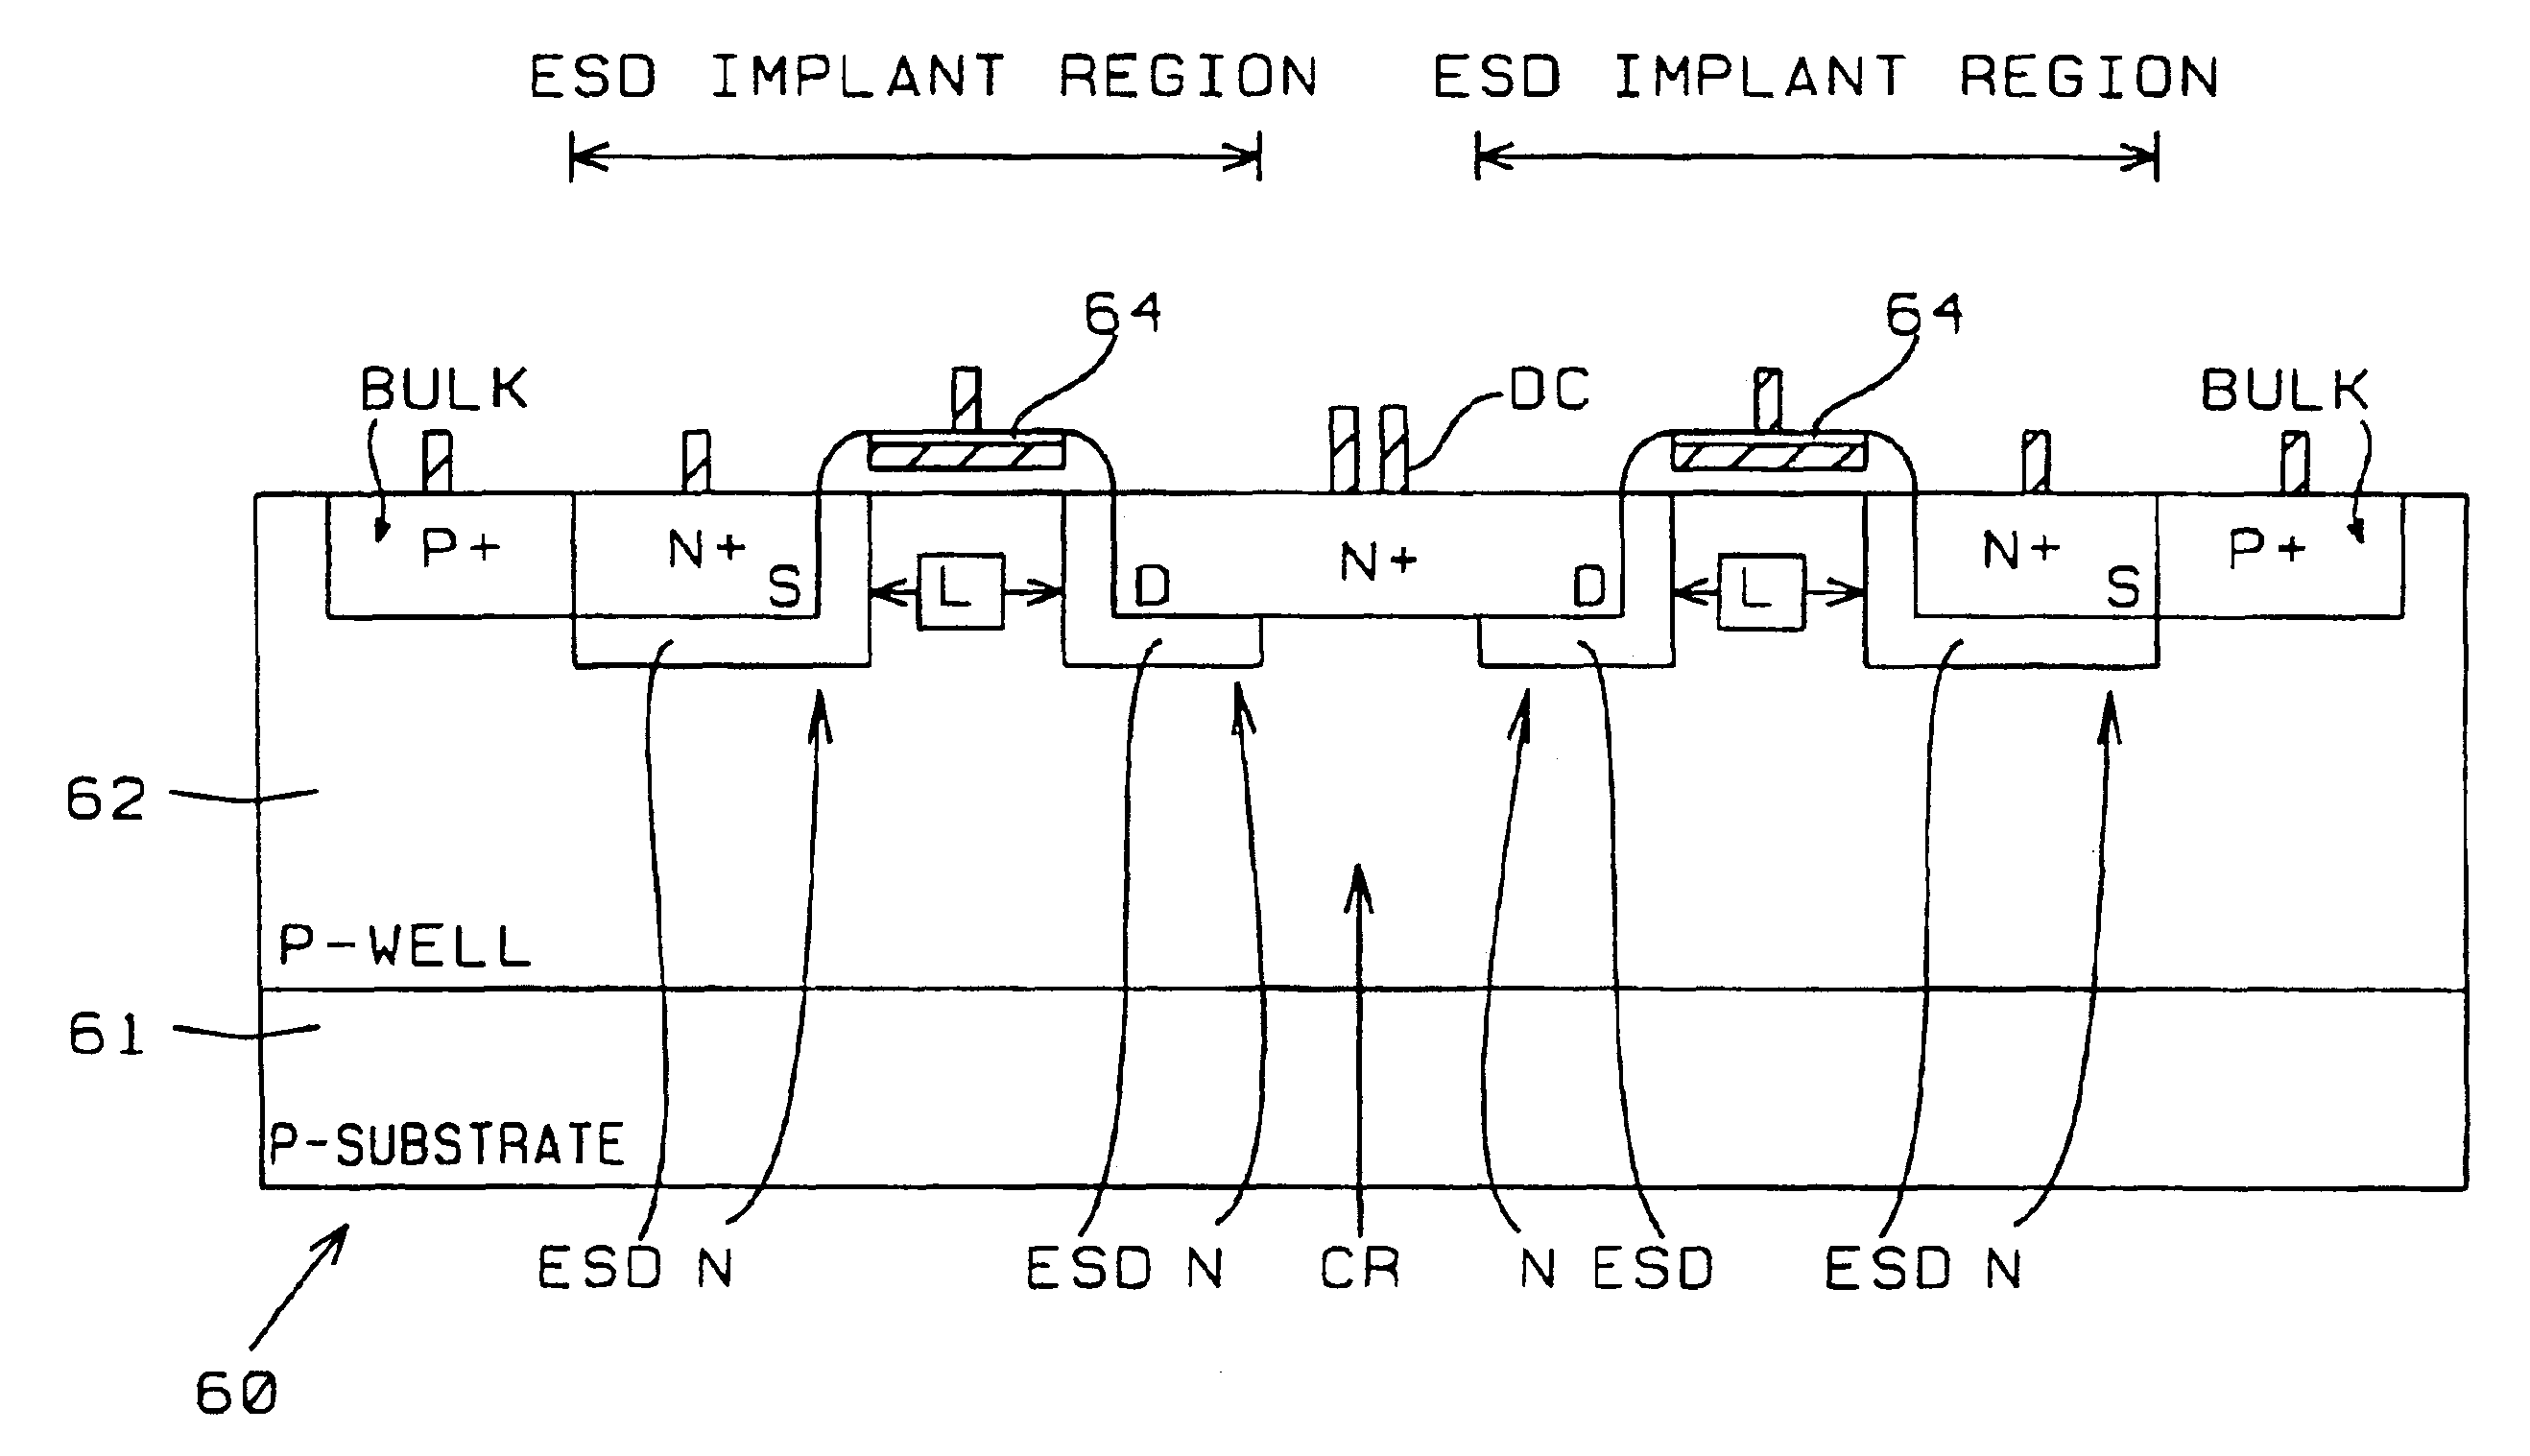 ESD IMPLANT REGION ESD IMPLANT REGION
64 64
BULK DC BULK
P+ N+ N+ N+ P+
S L D D L S
62
P-WELL
61
P-SUBSTRATE
ESD N ESD N CR N ESD ESD N
60